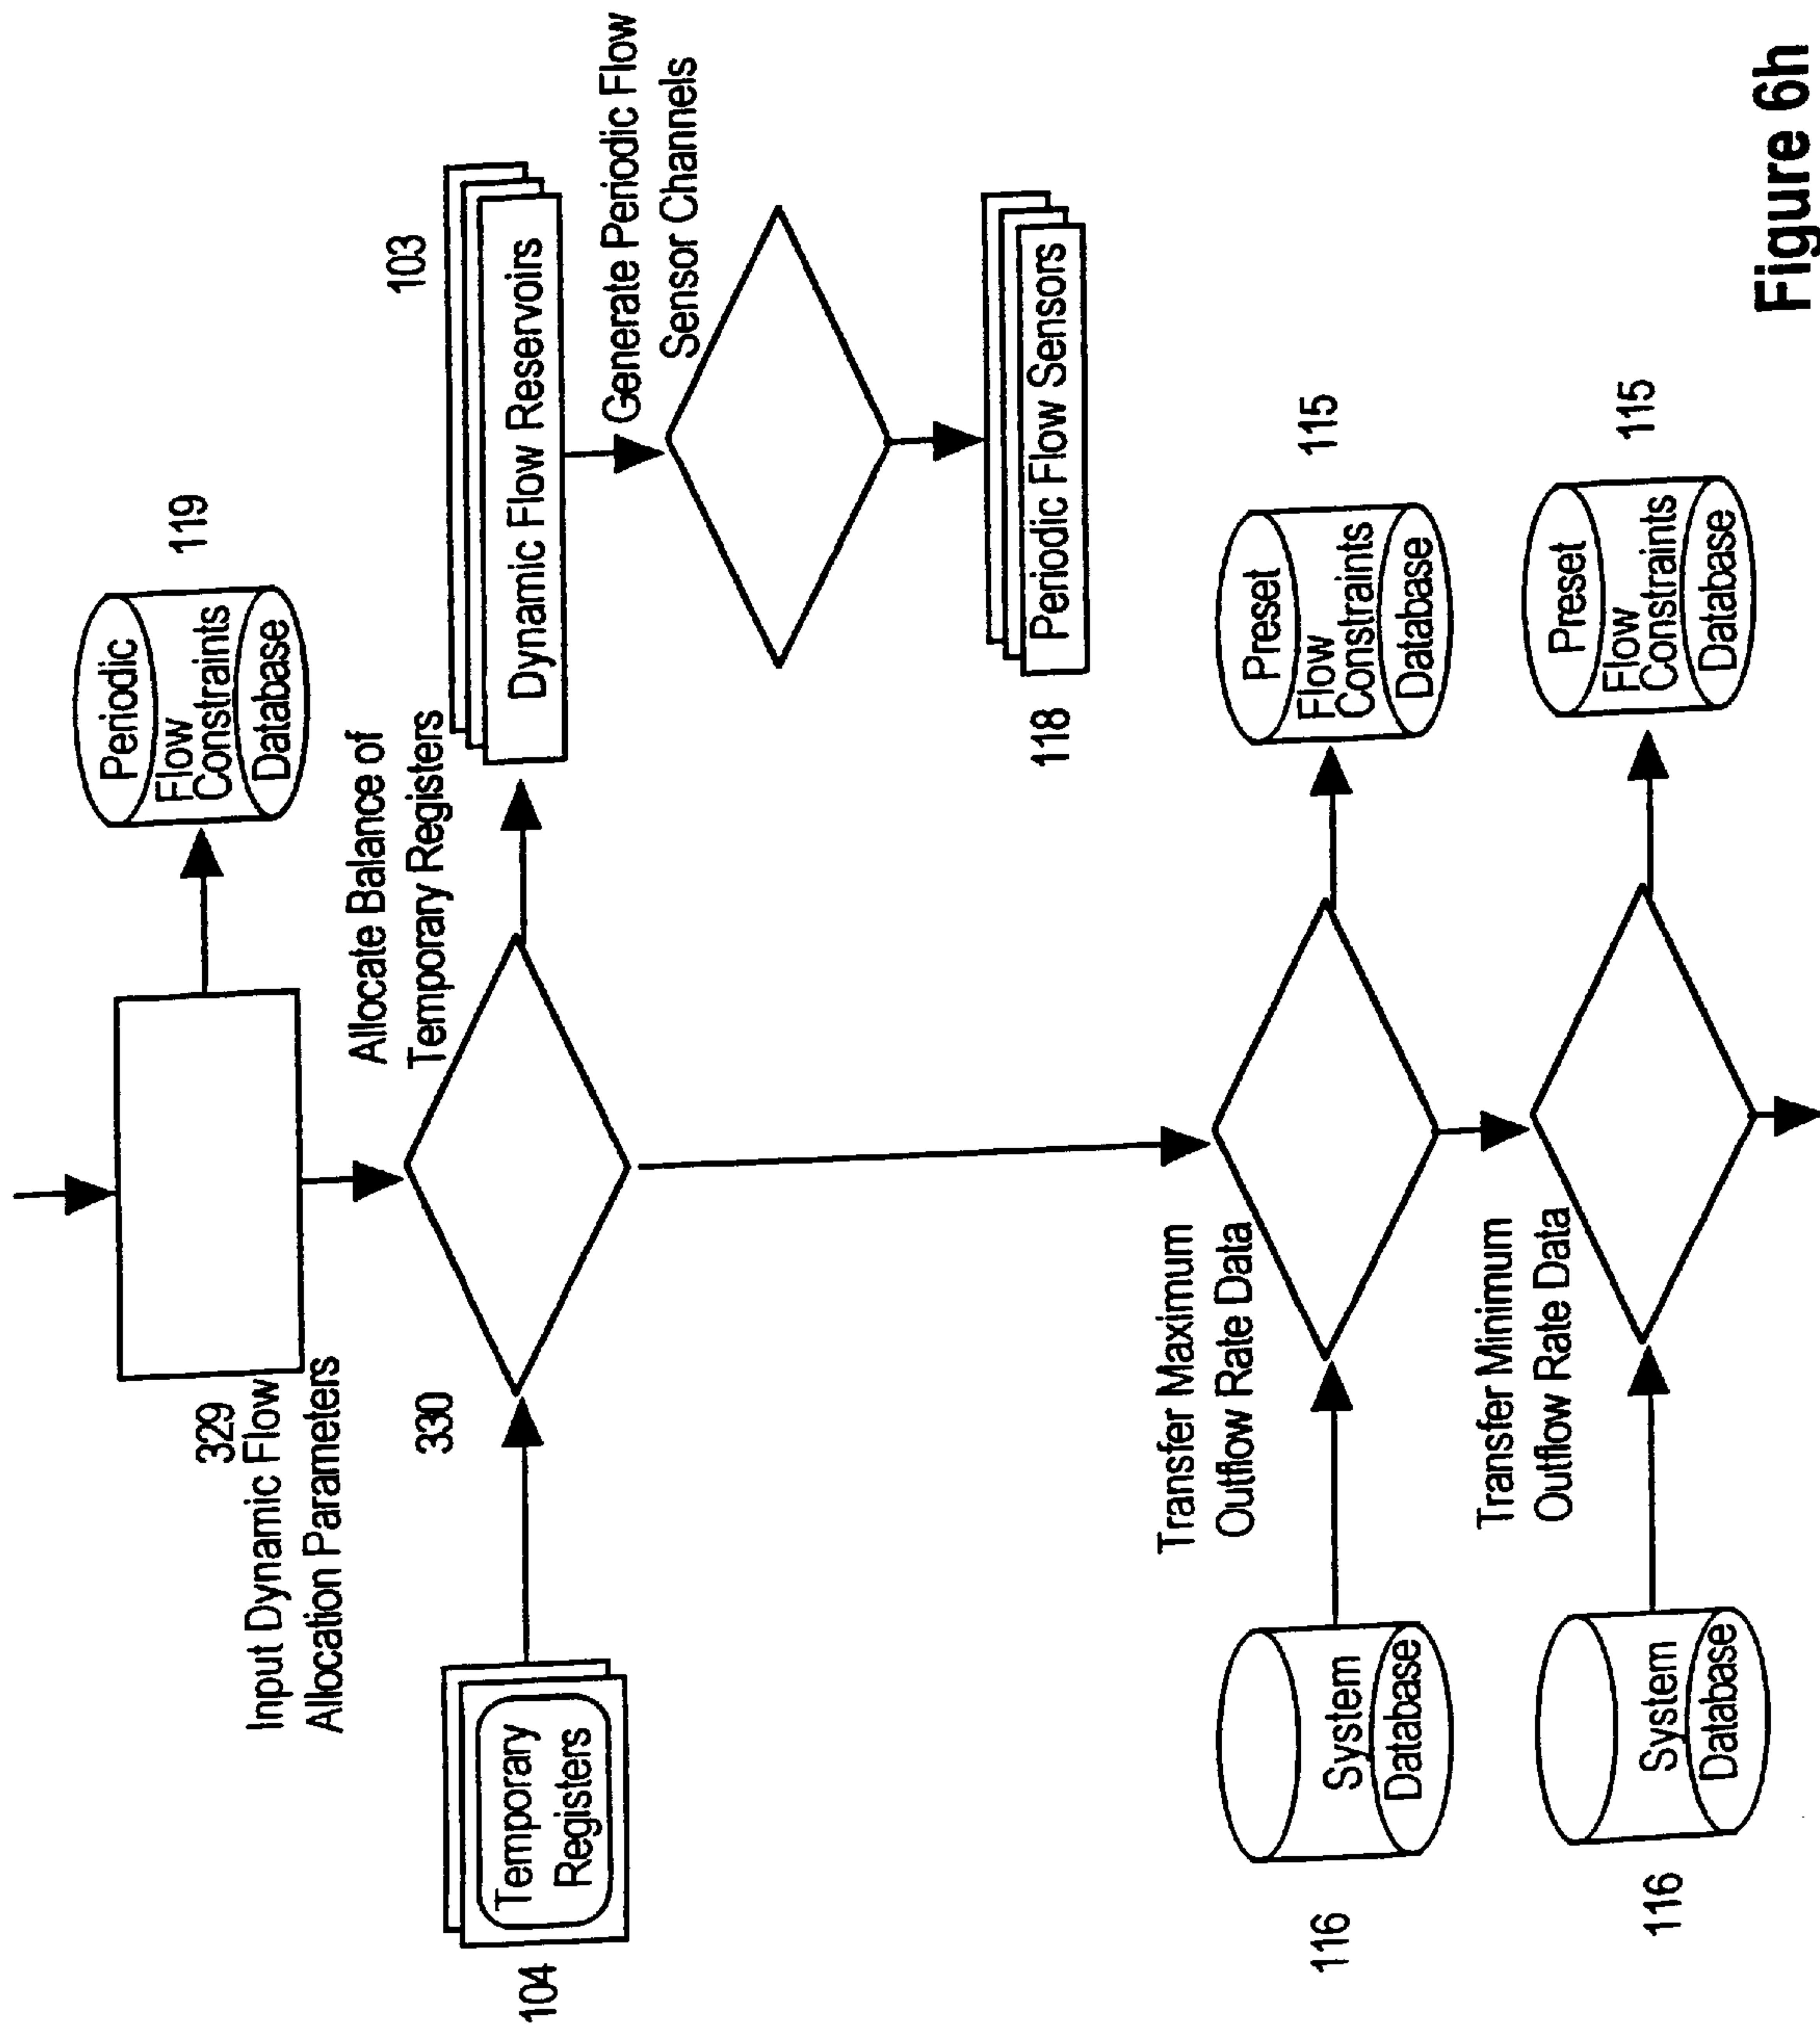 329
Input Dynamic Flow
Allocation Parameters
Periodic
Flow
Constraints
Database
119
104
Temporary
Registers
330
Allocate Balance of
Temporary Registers
103
Dynamic Flow Reservoirs
Generate Periodic Flow
Sensor Channels
118
Periodic Flow Sensors
116
System
Database
Transfer Maximum
Outflow Rate Data
Preset
Flow
Constraints
Database
115
116
System
Database
Transfer Minimum
Outflow Rate Data
Preset
Flow
Constraints
Database
115
Figure 6h